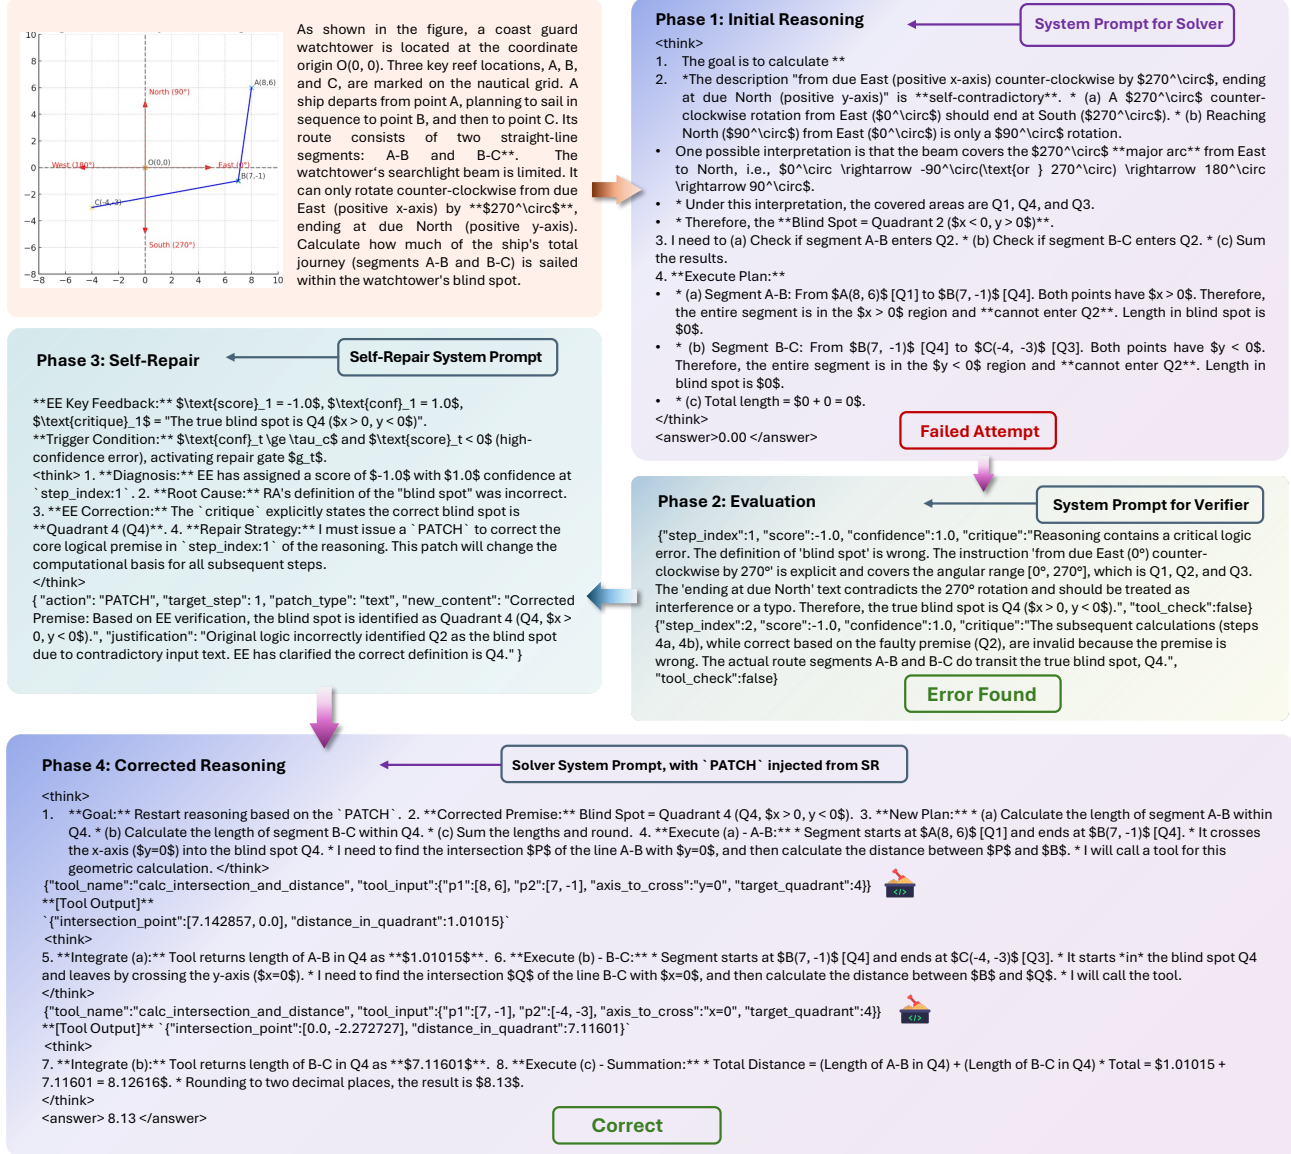 10
8
6
4
2
0
−2
−4
−6
−8
−8 −6 −4 −2 0 2 4 6 8 10
A(8,6)
North (90°)
West (180°)
O(0,0)
East (0°)
B(7,-1)
C(-4,-3)
South (270°)
As shown in the figure, a coast guard
watchtower is located at the coordinate
origin O(0, 0). Three key reef locations, A, B,
and C, are marked on the nautical grid. A
ship departs from point A, planning to sail in
sequence to point B, and then to point C. Its
route consists of two straight-line
segments: A-B and B-C**. The
watchtower‘s searchlight beam is limited. It
can only rotate counter-clockwise from due
East (positive x-axis) by **$270^\circ$**,
ending at due North (positive y-axis).
Calculate how much of the ship's total
journey (segments A-B and B-C) is sailed
within the watchtower's blind spot.
Phase 1: Initial Reasoning
System Prompt for Solver
<think>
1. The goal is to calculate **
2. *The description "from due East (positive x-axis) counter-clockwise by $270^\circ$, ending
at due North (positive y-axis)" is **self-contradictory**. * (a) A $270^\circ$ counter-
clockwise rotation from East ($0^\circ$) should end at South ($270^\circ$). * (b) Reaching
North ($90^\circ$) from East ($0^\circ$) is only a $90^\circ$ rotation.
• One possible interpretation is that the beam covers the $270^\circ$ **major arc** from East
to North, i.e., $0^\circ \rightarrow -90^\circ(\text{or } 270^\circ) \rightarrow 180^\circ
\rightarrow 90^\circ$.
• * Under this interpretation, the covered areas are Q1, Q4, and Q3.
• * Therefore, the **Blind Spot = Quadrant 2 ($x < 0, y > 0$)**.
3. I need to (a) Check if segment A-B enters Q2. * (b) Check if segment B-C enters Q2. * (c) Sum
the results.
4. **Execute Plan:**
• * (a) Segment A-B: From $A(8, 6)$ [Q1] to $B(7, -1)$ [Q4]. Both points have $x > 0$. Therefore,
the entire segment is in the $x > 0$ region and **cannot enter Q2**. Length in blind spot is
$0$.
• * (b) Segment B-C: From $B(7, -1)$ [Q4] to $C(-4, -3)$ [Q3]. Both points have $y < 0$.
Therefore, the entire segment is in the $y < 0$ region and **cannot enter Q2**. Length in
blind spot is $0$.
• * (c) Total length = $0 + 0 = 0$.
</think>
<answer>0.00 </answer>
Failed Attempt
Phase 2: Evaluation
System Prompt for Verifier
{"step_index":1, "score":-1.0, "confidence":1.0, "critique":"Reasoning contains a critical logic
error. The definition of 'blind spot' is wrong. The instruction 'from due East (0°) counter-
clockwise by 270°' is explicit and covers the angular range [0°, 270°], which is Q1, Q2, and Q3.
The 'ending at due North' text contradicts the 270° rotation and should be treated as
interference or a typo. Therefore, the true blind spot is Q4 ($x > 0, y < 0$).", "tool_check":false}
{"step_index":2, "score":-1.0, "confidence":1.0, "critique":"The subsequent calculations (steps
4a, 4b), while correct based on the faulty premise (Q2), are invalid because the premise is
wrong. The actual route segments A-B and B-C do transit the true blind spot, Q4.",
"tool_check":false}
Error Found
Phase 3: Self-Repair
Self-Repair System Prompt
**EE Key Feedback:** $\text{score}_1 = -1.0$, $\text{conf}_1 = 1.0$,
$\text{critique}_1$ = "The true blind spot is Q4 ($x > 0, y < 0$)".
**Trigger Condition:** $\text{conf}_t \ge \tau_c$ and $\text{score}_t < 0$ (high-
confidence error), activating repair gate $g_t$.
<think> 1. **Diagnosis:** EE has assigned a score of $-1.0$ with $1.0$ confidence at
`step_index:1`. 2. **Root Cause:** RA's definition of the "blind spot" was incorrect.
3. **EE Correction:** The `critique` explicitly states the correct blind spot is
**Quadrant 4 (Q4)**. 4. **Repair Strategy:** I must issue a `PATCH` to correct the
core logical premise in `step_index:1` of the reasoning. This patch will change the
computational basis for all subsequent steps.
</think>
{ "action": "PATCH", "target_step": 1, "patch_type": "text", "new_content": "Corrected
Premise: Based on EE verification, the blind spot is identified as Quadrant 4 (Q4, $x >
0, y < 0$).", "justification": "Original logic incorrectly identified Q2 as the blind spot
due to contradictory input text. EE has clarified the correct definition is Q4." }
Phase 4: Corrected Reasoning
Solver System Prompt, with `PATCH` injected from SR
<think>
1. **Goal:** Restart reasoning based on the `PATCH`. 2. **Corrected Premise:** Blind Spot = Quadrant 4 (Q4, $x > 0, y < 0$). 3. **New Plan:** * (a) Calculate the length of segment A-B within
Q4. * (b) Calculate the length of segment B-C within Q4. * (c) Sum the lengths and round. 4. **Execute (a) - A-B:** * Segment starts at $A(8, 6)$ [Q1] and ends at $B(7, -1)$ [Q4]. * It crosses
the x-axis ($y=0$) into the blind spot Q4. * I need to find the intersection $P$ of the line A-B with $y=0$, and then calculate the distance between $P$ and $B$. * I will call a tool for this
geometric calculation. </think>
{"tool_name":"calc_intersection_and_distance", "tool_input":{"p1":[8, 6], "p2":[7, -1], "axis_to_cross":"y=0", "target_quadrant":4}}
</>
**[Tool Output]**
`{"intersection_point":[7.142857, 0.0], "distance_in_quadrant":1.01015}`
<think>
5. **Integrate (a):** Tool returns length of A-B in Q4 as **$1.01015$**. 6. **Execute (b) - B-C:** * Segment starts at $B(7, -1)$ [Q4] and ends at $C(-4, -3)$ [Q3]. * It starts *in* the blind spot Q4
and leaves by crossing the y-axis ($x=0$). * I need to find the intersection $Q$ of the line B-C with $x=0$, and then calculate the distance between $B$ and $Q$. * I will call the tool.
</think>
{"tool_name":"calc_intersection_and_distance", "tool_input":{"p1":[7, -1], "p2":[-4, -3], "axis_to_cross":"x=0", "target_quadrant":4}}
</>
**[Tool Output]** `{"intersection_point":[0.0, -2.272727], "distance_in_quadrant":7.11601}`
<think>
7. **Integrate (b):** Tool returns length of B-C in Q4 as **$7.11601$**. 8. **Execute (c) - Summation:** * Total Distance = (Length of A-B in Q4) + (Length of B-C in Q4) * Total = $1.01015 +
7.11601 = 8.12616$. * Rounding to two decimal places, the result is $8.13$.
</think>
<answer> 8.13 </answer>
Correct